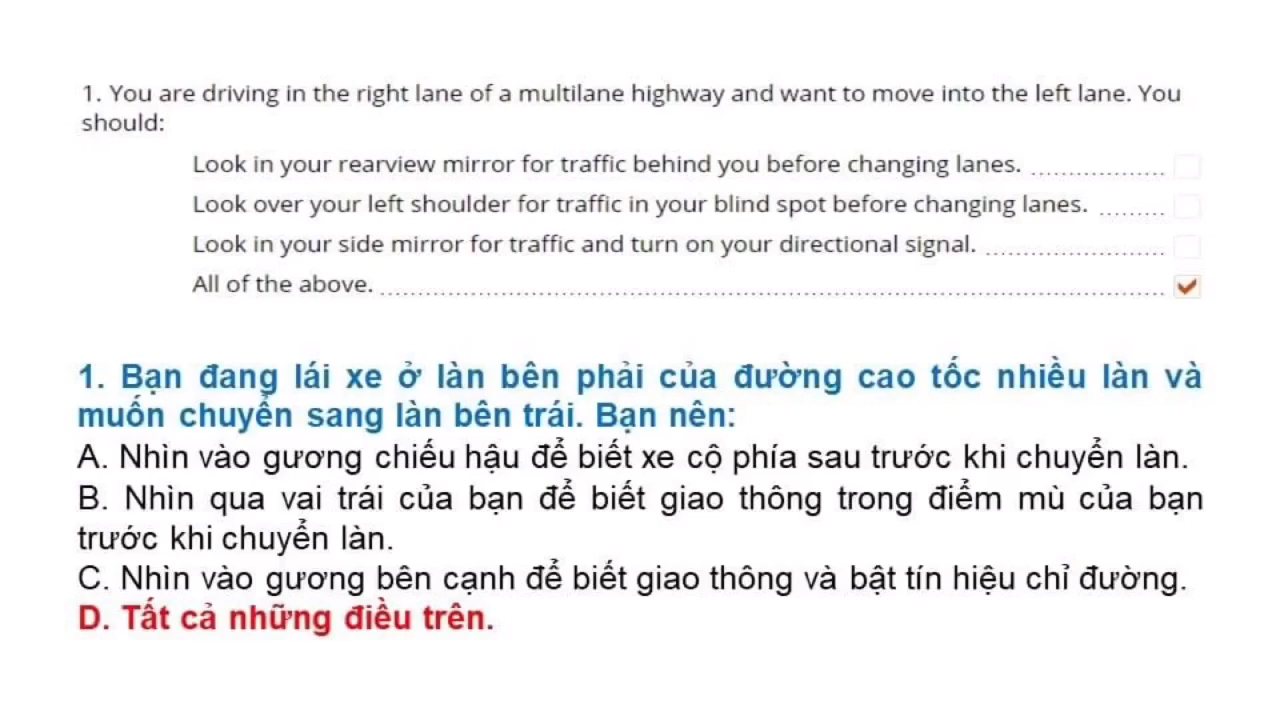 1. You are driving in the right lane of a multilane highway and want to move into the left lane. You
should:
Look in your rearview mirror for traffic behind you before changing lanes. ..................
Look over your left shoulder for traffic in your blind spot before changing lanes. .........
Look in your side mirror for traffic and turn on your directional signal. ........................
All of the above. ........................................................................................................
1. Bạn đang lái xe ở làn bên phải của đường cao tốc nhiều làn và
muốn chuyển sang làn bên trái. Bạn nên:
A. Nhìn vào gương chiếu hậu để biết xe cộ phía sau trước khi chuyển làn.
B. Nhìn qua vai trái của bạn để biết giao thông trong điểm mù của bạn
trước khi chuyển làn.
C. Nhìn vào gương bên cạnh để biết giao thông và bật tín hiệu chỉ đường.
D. Tất cả những điều trên.